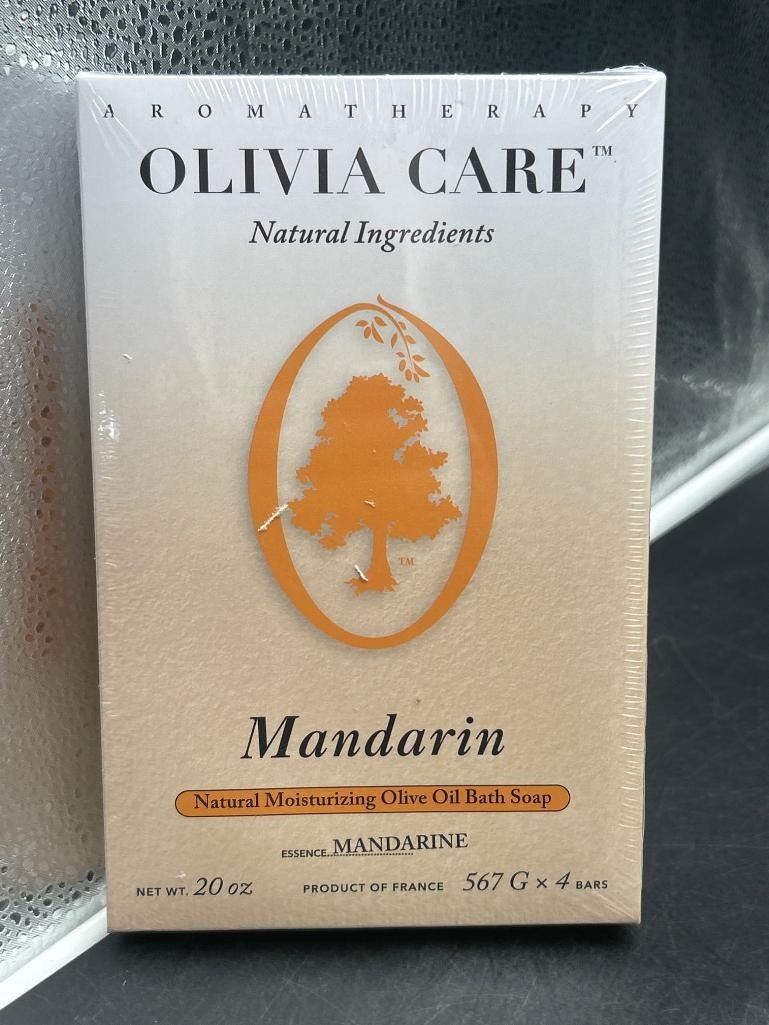 AROMATHERAPY
OLIVIA CARE™
Natural Ingredients
TM
Mandarin
Natural Moisturizing Olive Oil Bath Soap
ESSENCE..MANDARINE
NET WT. 20 OZ PRODUCT OF FRANCE 567 G × 4 BARS